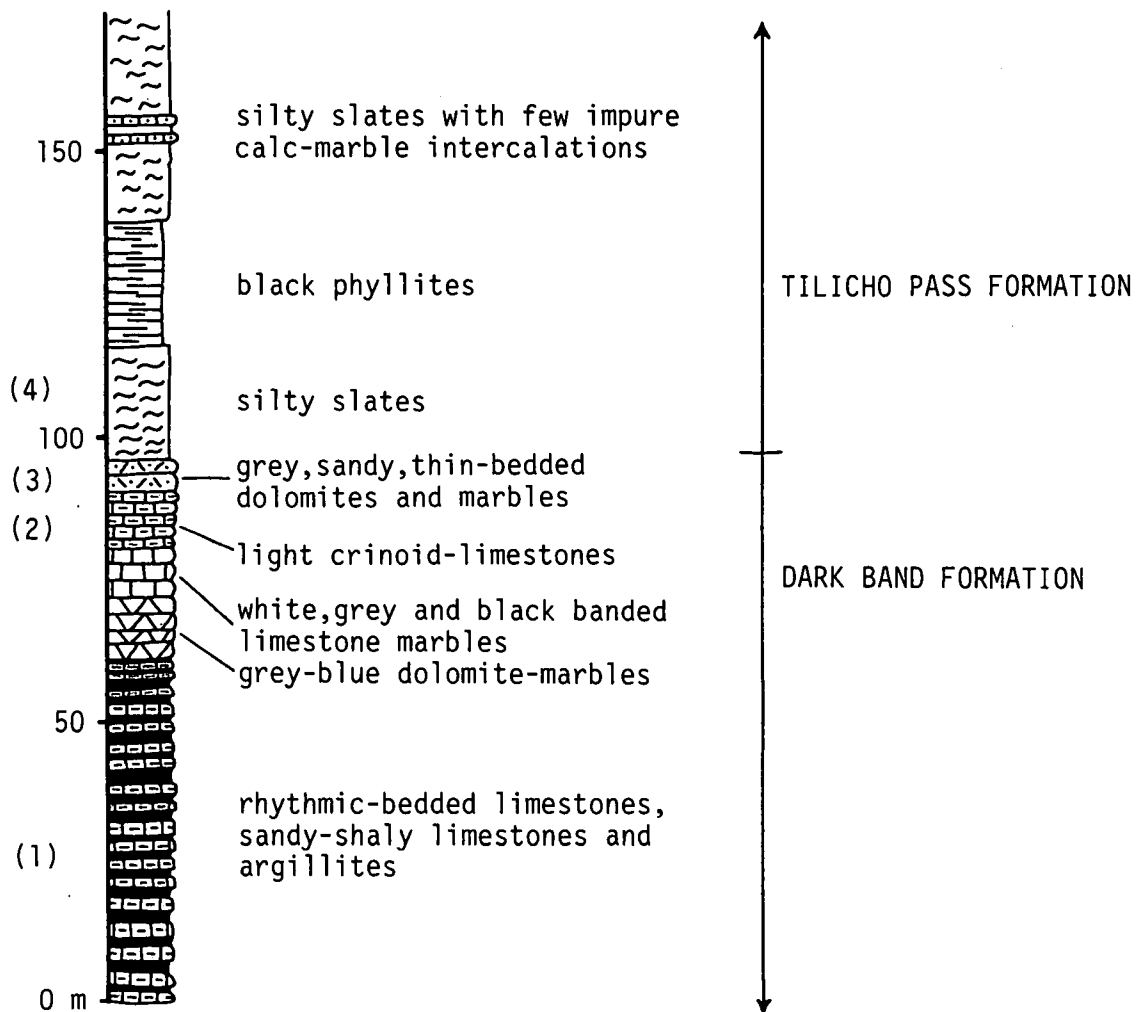 silty slates with few impure
150
calc-marble intercalations
black phyllites
TILICHO PASS FORMATION
(4)
silty slates
100
grey,sandy,thin-bedded
(3)
dolomites and marbles
(2)
light crinoid-limestones
DARK BAND FORMATION
white,grey and black banded
limestone marbles
grey-blue dolomite-marbles
50
rhythmic-bedded limestones,
sandy-shaly limestones and
(1)
argillites
0 m